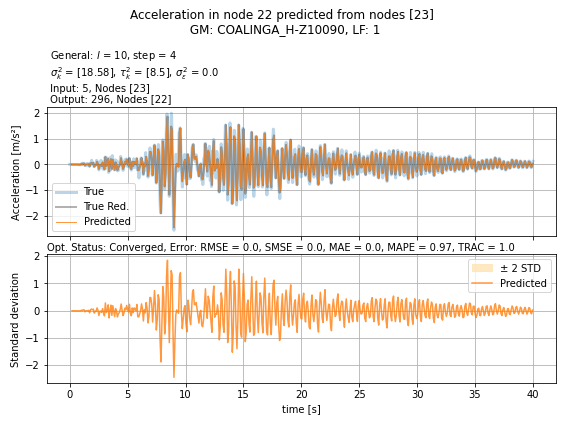 Acceleration in node 22 predicted from nodes [23]
GM: COALINGA_H-Z10090, LF: 1
General: l = 10, step = 4
σ²ₖ = [18.58], τ²ₖ = [8.5], σ²ε = 0.0
Input: 5, Nodes [23]
Output: 296, Nodes [22]
Acceleration [m/s²]
2
1
0
−1
−2
True
True Red.
Predicted
Opt. Status: Converged, Error: RMSE = 0.0, SMSE = 0.0, MAE = 0.0, MAPE = 0.97, TRAC = 1.0
Standard deviation
2
1
0
−1
−2
± 2 STD
Predicted
0 5 10 15 20 25 30 35 40
time [s]